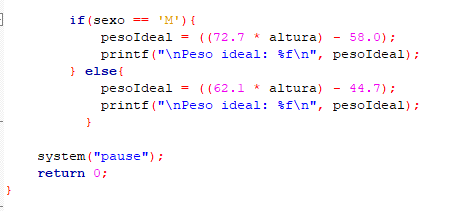 if(sexo == 'M'){
pesoIdeal = ((72.7 * altura) - 58.0);
printf("\nPeso ideal: %f\n", pesoIdeal);
} else{
pesoIdeal = ((62.1 * altura) - 44.7);
printf("\nPeso ideal: %f\n", pesoIdeal);
}
system("pause");
return 0;
}